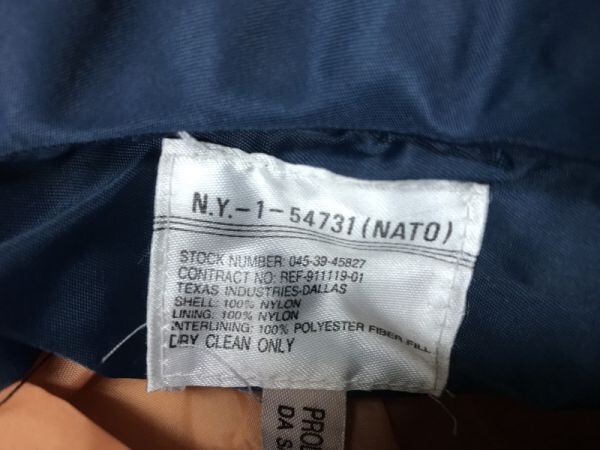 N.Y.-1-54731(NATO)
STOCK NUMBER: 045-39-45827
CONTRACT NO: REF-911119-01
TEXAS INDUSTRIES-DALLAS
SHELL: 100% NYLON
LINING: 100% NYLON
INTERLINING: 100% POLYESTER FIBER FILL
DRY CLEAN ONLY
PROD
DA S